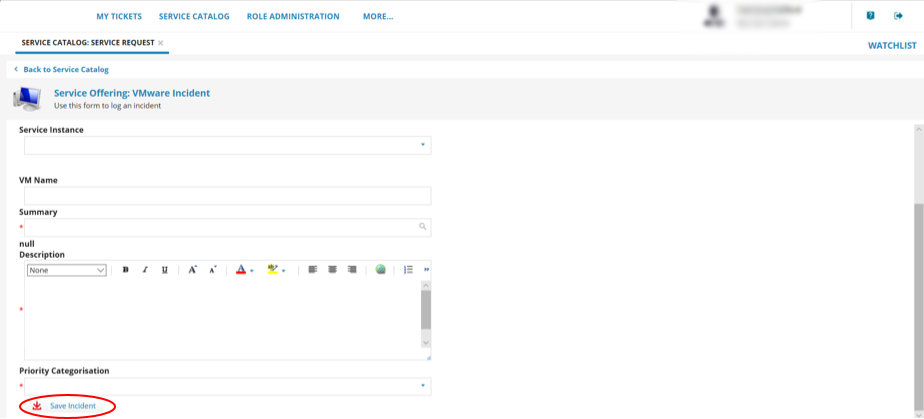 MY TICKETS SERVICE CATALOG ROLE ADMINISTRATION MORE...
SERVICE CATALOG: SERVICE REQUEST ×
WATCHLIST
< Back to Service Catalog
Service Offering: VMware Incident
Use this form to log an incident
Service Instance
VM Name
Summary
*
null
Description
None B I U A A A ab
*
Priority Categorisation
*
Save Incident